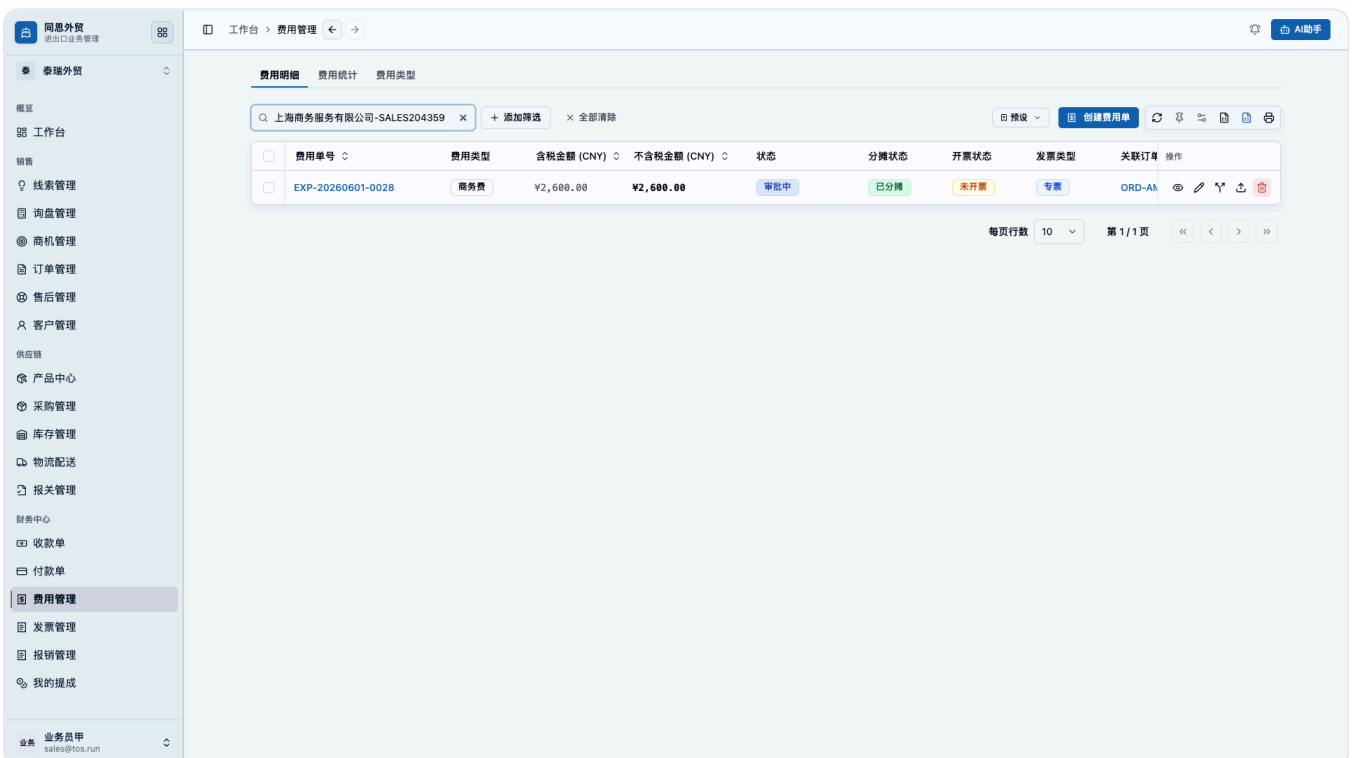 同思外贸
进出口业务管理
泰 泰瑞外贸
概览
工作台
销售
线索管理
询盘管理
商机管理
订单管理
售后管理
客户管理
供应链
产品中心
采购管理
库存管理
物流配送
报关管理
财务中心
收款单
付款单
费用管理
发票管理
报销管理
我的提成
业务 业务员甲
sales@tos.run
工作台 > 费用管理
AI助手
费用明细 费用统计 费用类型
上海商务服务有限公司-SALES204359 添加筛选 全部清除 预设 创建费用单
费用单号 费用类型 含税金额 (CNY) 不含税金额 (CNY) 状态 分摊状态 开票状态 发票类型 关联订单 操作
EXP-20260601-0028 商务费 ¥2,600.00 ¥2,600.00 审批中 已分摊 未开票 专票 ORD-AM
每页行数 10 第 1 / 1 页